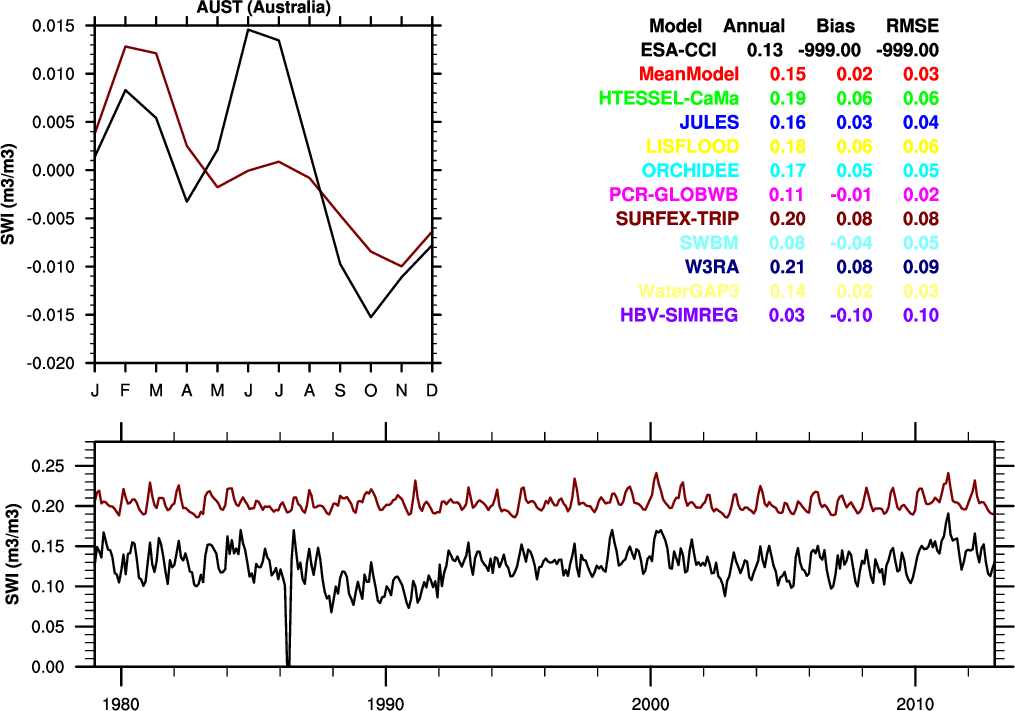 AUST (Australia)
0.015
0.010
0.005
0.000
-0.005
-0.010
-0.015
-0.020
SWI (m3/m3)
J F M A M J J A S O N D
Model Annual Bias RMSE
ESA-CCI 0.13 -999.00 -999.00
MeanModel 0.15 0.02 0.03
HTESSEL-CaMa 0.19 0.06 0.06
JULES 0.16 0.03 0.04
LISFLOOD 0.18 0.06 0.06
ORCHIDEE 0.17 0.05 0.05
PCR-GLOBWB 0.11 -0.01 0.02
SURFEX-TRIP 0.20 0.08 0.08
SWBM 0.08 -0.04 0.05
W3RA 0.21 0.08 0.09
WaterGAP3 0.14 0.02 0.03
HBV-SIMREG 0.03 -0.10 0.10
0.25
0.20
0.15
0.10
0.05
0.00
SWI (m3/m3)
1980 1990 2000 2010